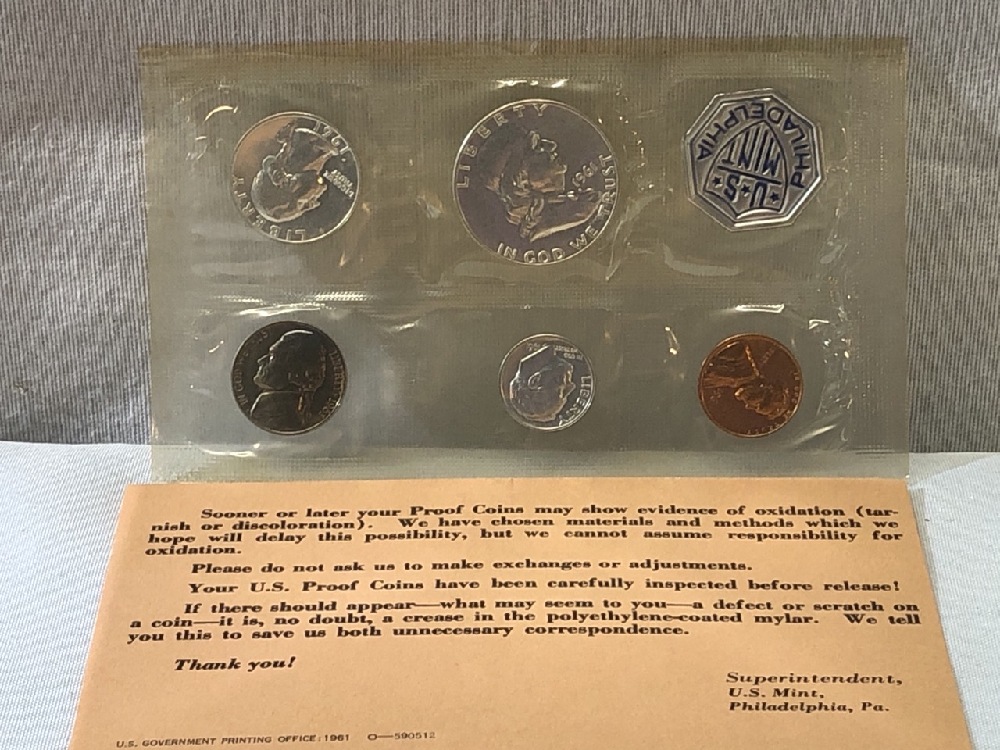 1961
LIBERTY
LIBERTY
1961
IN GOD WE TRUST
PHILADELPHIA
MINT
U★S
LIBERTY
Sooner or later your Proof Coins may show evidence of oxidation (tar-
nish or discoloration). We have chosen materials and methods which we
hope will delay this possibility, but we cannot assume responsibility for
oxidation.
Please do not ask us to make exchanges or adjustments.
Your U.S. Proof Coins have been carefully inspected before release!
If there should appear—what may seem to you—a defect or scratch on
a coin—it is, no doubt, a crease in the polyethylene-coated mylar. We tell
you this to save us both unnecessary correspondence.
Thank you!
Superintendent,
U.S. Mint,
Philadelphia, Pa.
U.S. GOVERNMENT PRINTING OFFICE: 1961 O—590512